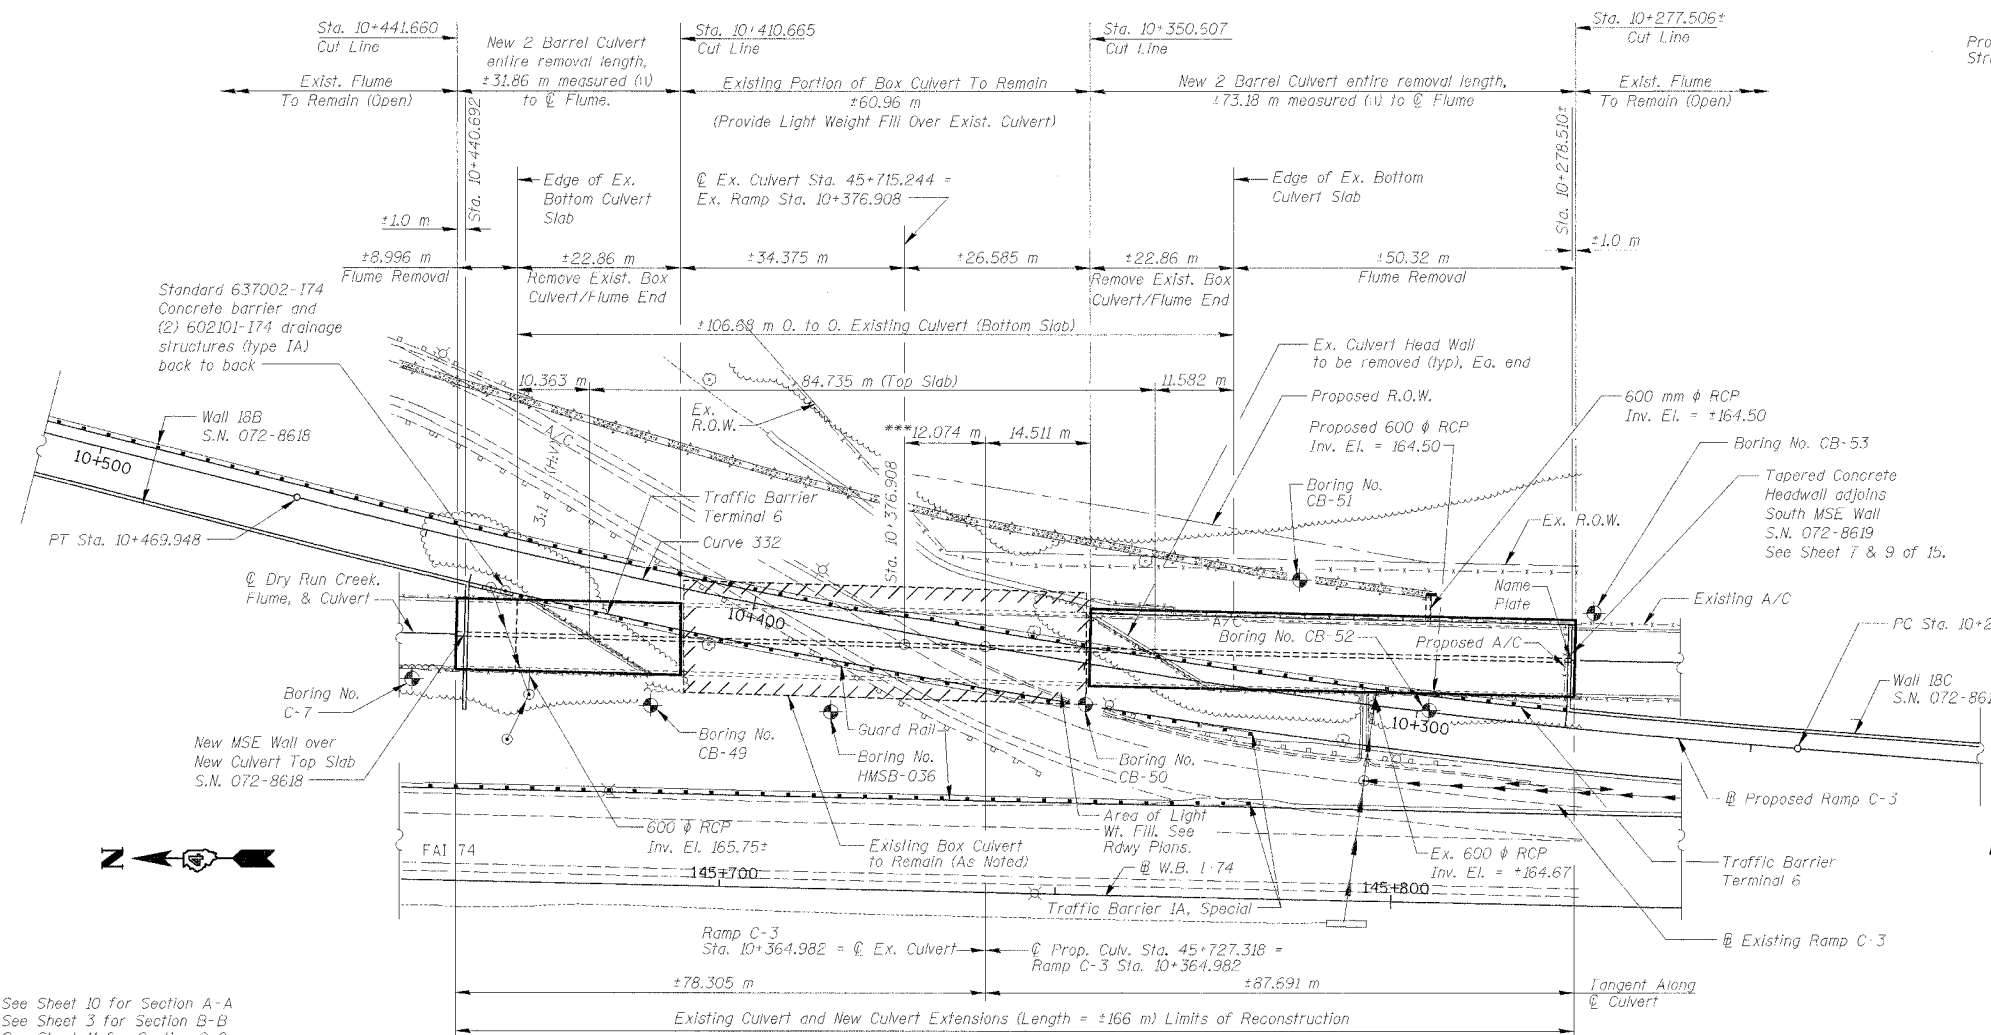 Sta. 10+441.660
Cut Line
New 2 Barrel Culvert
entire removal length,
±31.86 m measured (⊥)
to ℄ Flume.
Sta. 10+410.665
Cut Line
Sta. 10+350.507
Cut Line
Sta. 10+277.506±
Cut Line
Exist. Flume
To Remain (Open)
Existing Portion of Box Culvert To Remain
±60.96 m
(Provide Light Weight Fill Over Exist. Culvert)
New 2 Barrel Culvert entire removal length,
±73.18 m measured (⊥) to ℄ Flume
Exist. Flume
To Remain (Open)
Sta. 10+440.692
Sta. 10+278.510±
Edge of Ex.
Bottom Culvert
Slab
℄ Ex. Culvert Sta. 45+715.244 =
Ex. Ramp Sta. 10+376.908
Edge of Ex. Bottom
Culvert Slab
±1.0 m
±1.0 m
±8.996 m
Flume Removal
±22.86 m
Remove Exist. Box
Culvert/Flume End
±34.375 m
±26.585 m
±22.86 m
Remove Exist. Box
Culvert/Flume End
±50.32 m
Flume Removal
±106.68 m O. to O. Existing Culvert (Bottom Slab)
Standard 637002-174
Concrete barrier and
(2) 602101-174 drainage
structures (type 1A)
back to back
10.363 m
84.735 m (Top Slab)
11.582 m
Ex. Culvert Head Wall
to be removed (typ), Ea. end
Proposed R.O.W.
600 mm ϕ RCP
Inv. El. = ±164.50
Wall 18B
S.N. 072-8618
Ex.
R.O.W.
***12.074 m
14.511 m
Proposed 600 ϕ RCP
Inv. El. = 164.50
Boring No. CB-53
10+500
A/C
3:1 (H:V)
Sta. 10+376.908
Traffic Barrier
Terminal 6
Boring No.
CB-51
Tapered Concrete
Headwall adjoins
South MSE Wall
S.N. 072-8619
See Sheet 7 & 9 of 15.
Ex. R.O.W.
PT Sta. 10+469.948
Curve 332
℄ Dry Run Creek,
Flume, & Culvert
Name
Plate
Existing A/C
10+400
A/C
Boring No. CB-52
Proposed A/C
PC Sta. 10+2
Boring No.
C-7
Wall 18C
S.N. 072-861
10+300
New MSE Wall over
New Culvert Top Slab
S.N. 072-8618
Boring No.
CB-49
Guard Rail
Boring No.
HMSB-036
Boring No.
CB-50
Proposed Ramp C-3
600 ϕ RCP
Inv. El. 165.75±
Existing Box Culvert
to Remain (As Noted)
Area of Light
Wt. Fill. See
Rdwy Plans.
Ex. 600 ϕ RCP
Inv. El. = ±164.67
Traffic Barrier
Terminal 6
N
FAI 74
145+700
W.B. I-74
145+800
Traffic Barrier 1A, Special
Existing Ramp C-3
Ramp C-3
Sta. 10+364.982 = ℄ Ex. Culvert
℄ Prop. Culv. Sta. 45+727.318 =
Ramp C-3 Sta. 10+364.982
±78.305 m
±87.691 m
Tangent Along
℄ Culvert
See Sheet 10 for Section A-A
See Sheet 3 for Section B-B
Existing Culvert and New Culvert Extensions (Length = ±166 m) Limits of Reconstruction